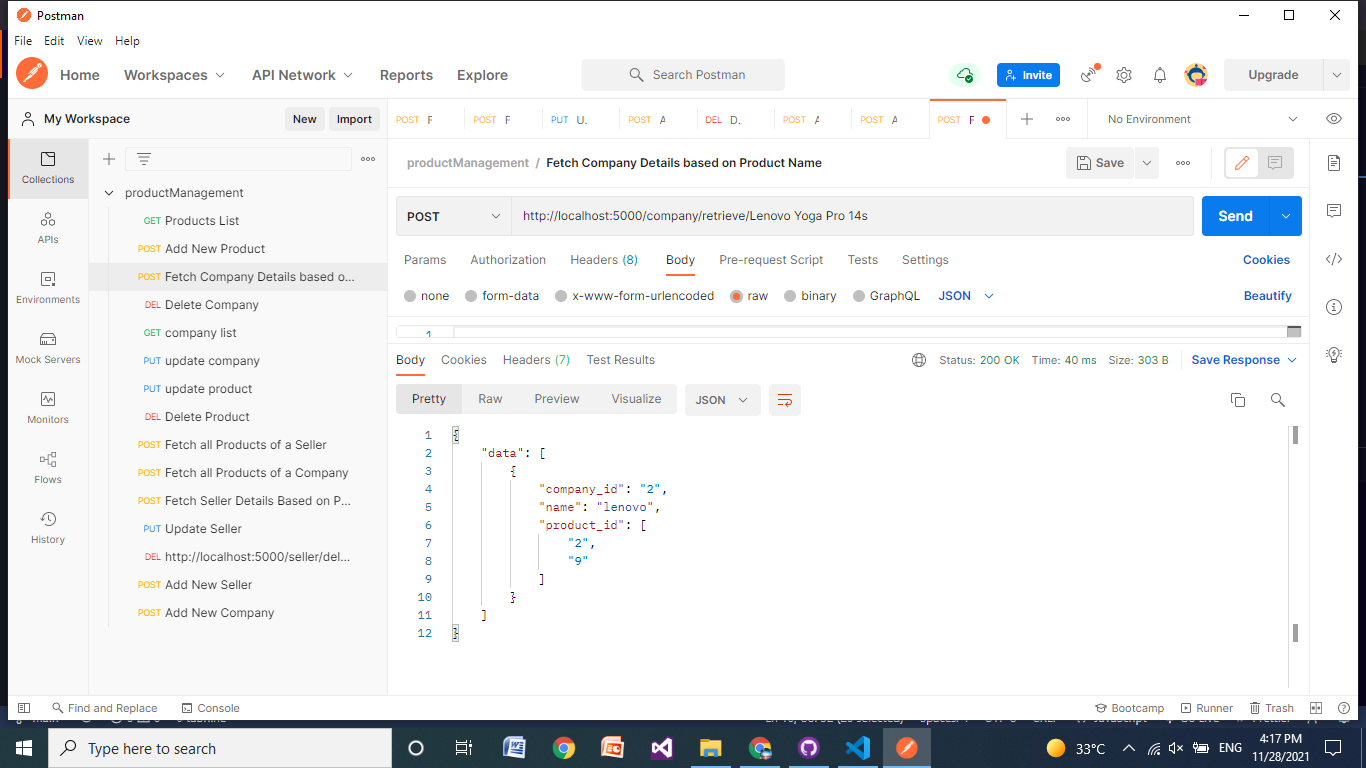 Postman
File Edit View Help
Home Workspaces API Network Reports Explore Search Postman Invite Upgrade
My Workspace New Import
POST F POST F PUT U. POST A DEL D. POST A POST A POST F No Environment
productManagement / Fetch Company Details based on Product Name Save
POST http://localhost:5000/company/retrieve/Lenovo Yoga Pro 14s Send
Params Authorization Headers (8) Body Pre-request Script Tests Settings Cookies
none form-data x-www-form-urlencoded raw binary GraphQL JSON Beautify
1
Body Cookies Headers (7) Test Results Status: 200 OK Time: 40 ms Size: 303 B Save Response
Pretty Raw Preview Visualize JSON
1 {
2 "data": [
3 {
4 "company_id": "2",
5 "name": "lenovo",
6 "product_id": [
7 "2",
8 "9"
9 ]
10 }
11 ]
12 }
Collections
APIs
Environments
Mock Servers
Monitors
Flows
History
productManagement
GET Products List
POST Add New Product
POST Fetch Company Details based o...
DEL Delete Company
GET company list
PUT update company
PUT update product
DEL Delete Product
POST Fetch all Products of a Seller
POST Fetch all Products of a Company
POST Fetch Seller Details Based on P...
PUT Update Seller
DEL http://localhost:5000/seller/del...
POST Add New Seller
POST Add New Company
Find and Replace Console Bootcamp Runner Trash
Type here to search 33°C ENG 4:17 PM
11/28/2021